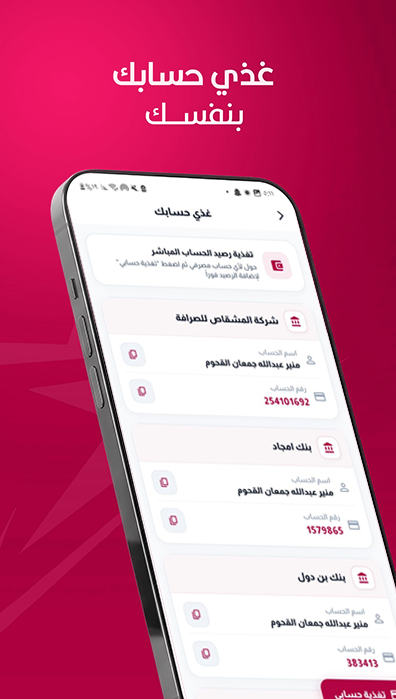 غذي حسابك
بنفســك
غذي حسابك
تغذية رصيد الحساب المباشر
حول لأي حساب مصرفي ثم اضغط "تغذية حسابي"
لإضافة الرصيد فوراً
شركة المشقاص للصرافة
اسم الحساب
منير عبدالله جمعان القحوم
رقم الحساب
254101692
بنك امجاد
اسم الحساب
منير عبدالله جمعان القحوم
رقم الحساب
1579865
بنك بن دول
اسم الحساب
منير عبدالله جمعان القحوم
رقم الحساب
383413
تغذية حسابي